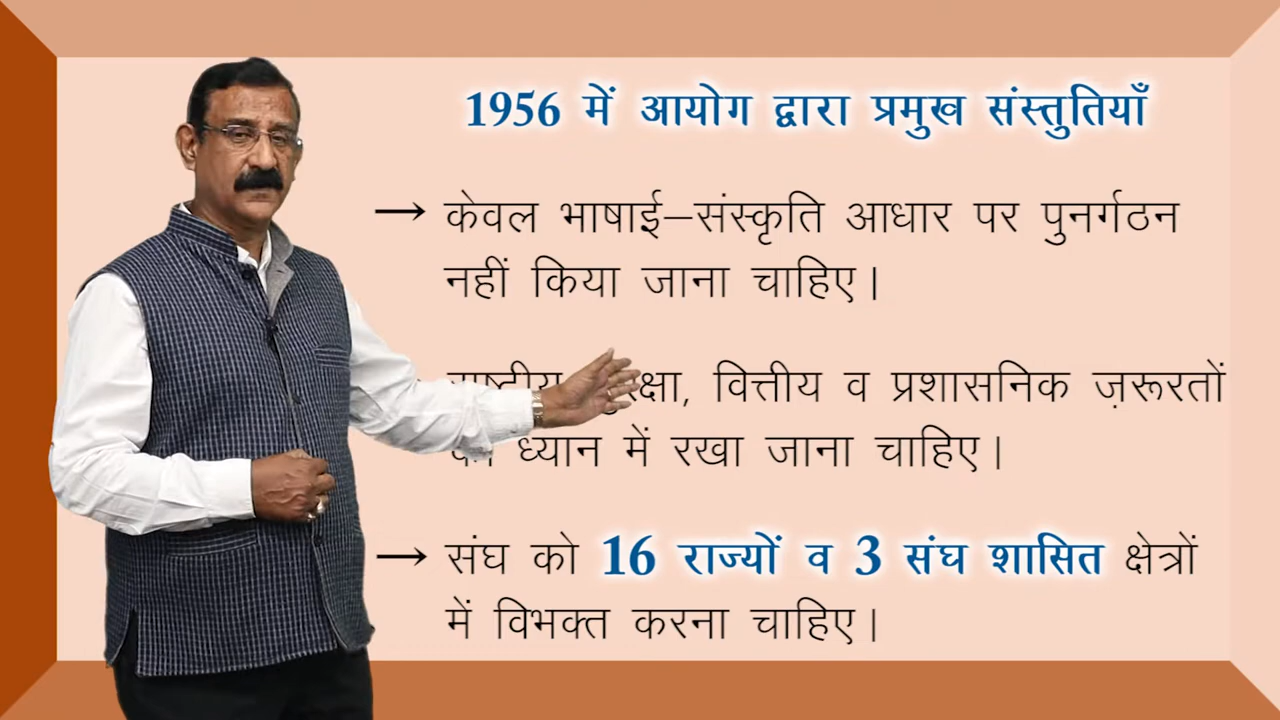 1956 में आयोग द्वारा प्रमुख संस्तुतियाँ
→ केवल भाषाई–संस्कृति आधार पर पुनर्गठन
नहीं किया जाना चाहिए।
वित्तीय व प्रशासनिक ज़रूरतों
ध्यान में रखा जाना चाहिए।
→ संघ को 16 राज्यों व 3 संघ शासित क्षेत्रों
में विभक्त करना चाहिए।